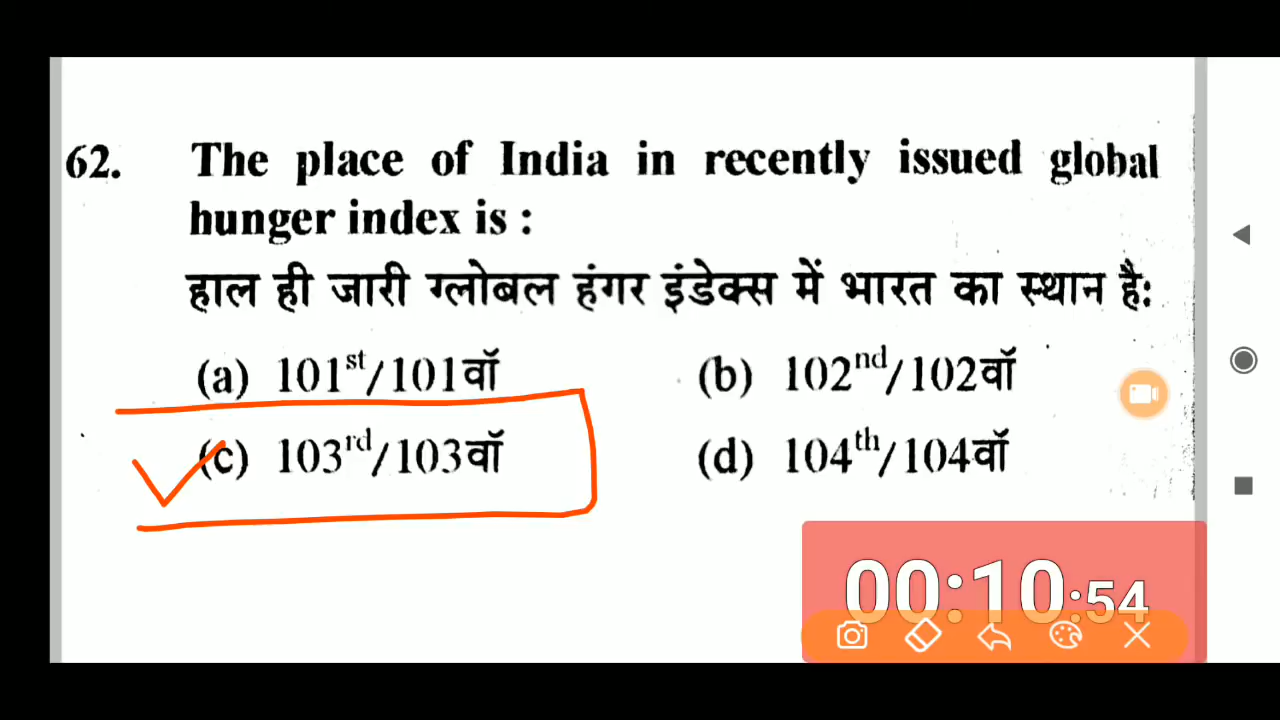 62. The place of India in recently issued global
hunger index is :
हाल ही जारी ग्लोबल हंगर इंडेक्स में भारत का स्थान है:
(a) 101st/101वॉ (b) 102nd/102वॉ
(c) 103rd/103वॉ (d) 104th/104वॉ
00:10:54